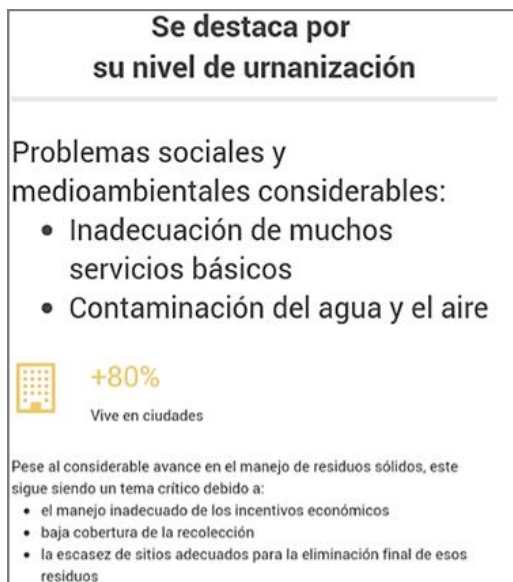 Se destaca por
su nivel de urnanización
Problemas sociales y
medioambientales considerables:
• Inadecuación de muchos
servicios básicos
• Contaminación del agua y el aire
+80%
Vive en ciudades
Pese al considerable avance en el manejo de residuos sólidos, este
sigue siendo un tema crítico debido a:
• el manejo inadecuado de los incentivos económicos
• baja cobertura de la recolección
• la escasez de sitios adecuados para la eliminación final de esos
residuos